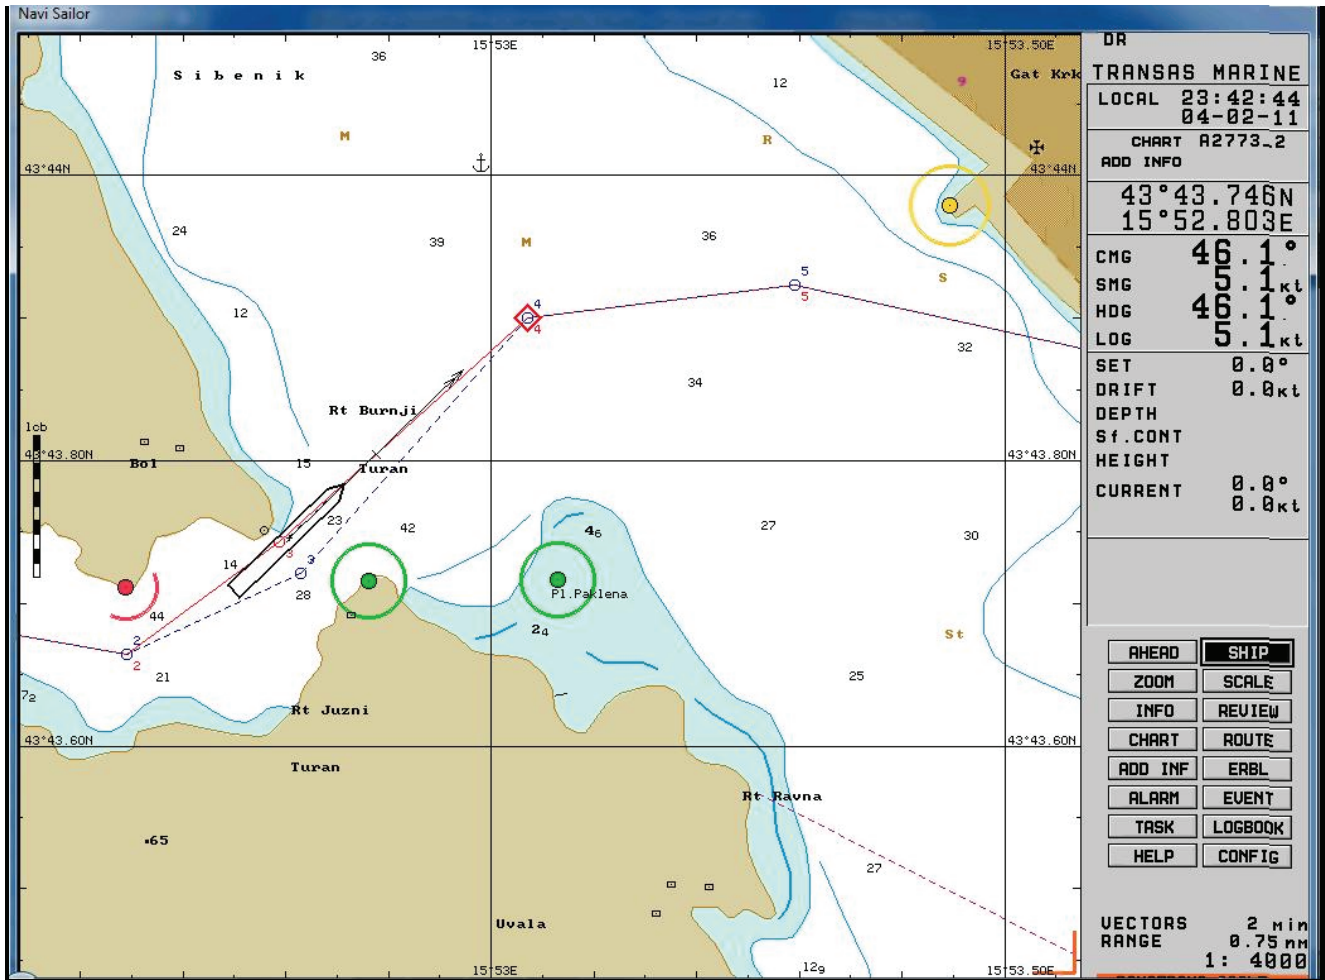 Navi Sailor
15°53E
15°53.50E
36
Sibenik
12
9
Gat Krk
M
R
43°44N
43°44N
24
39
M
36
S
5
5
4
4
12
32
34
Rt Burnji
1cb
43°43.80N
43°43.80N
Bol
15
Turan
23
42
27
30
4₆
3
14
3
28
44
Pl.Paklena
2₄
St
2
2
21
25
7₂
Rt Juzni
43°43.60N
43°43.60N
Turan
Rt Ravna
65
27
Uvala
12₉
15°53E
15°53.50E
DR
TRANSAS MARINE
LOCAL 23:42:44
04-02-11
CHART A2773_2
ADD INFO
43°43.746N
15°52.803E
CMG 46.1°
SMG 5.1kt
HDG 46.1°
LOG 5.1kt
SET 0.0°
DRIFT 0.0kt
DEPTH
Sf.CONT
HEIGHT
CURRENT 0.0°
0.0kt
AHEAD SHIP
ZOOM SCALE
INFO REVIEW
CHART ROUTE
ADD INF ERBL
ALARM EVENT
TASK LOGBOOK
HELP CONFIG
VECTORS 2 min
RANGE 0.75nm
1: 4000